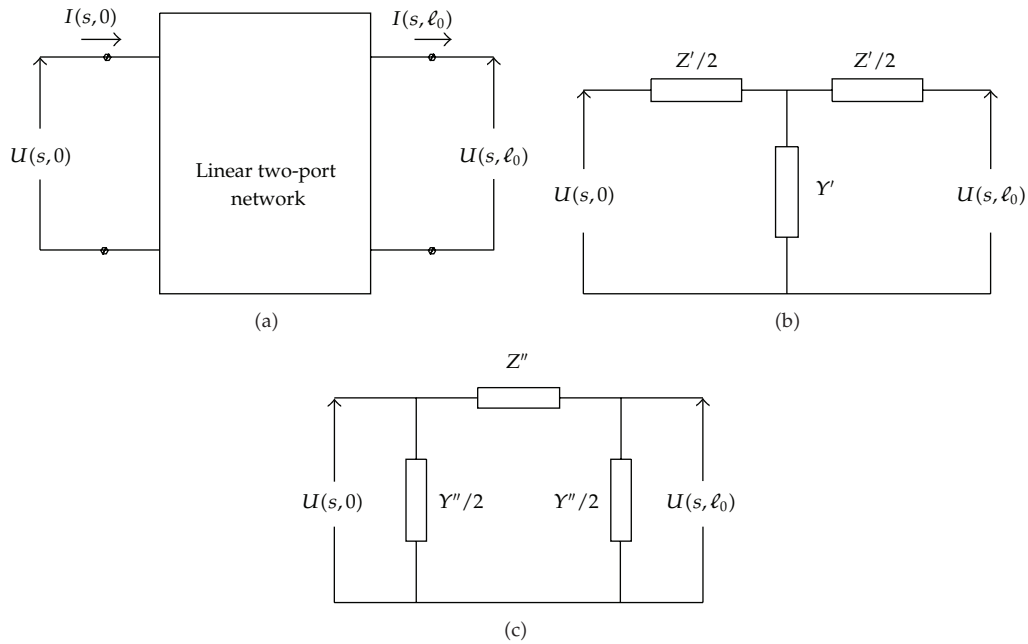 I(s, 0)
I(s, ℓ₀)
U(s, 0)
Linear two-port
network
U(s, ℓ₀)
(a)
Z′/2
Z′/2
U(s, 0)
Y′
U(s, ℓ₀)
(b)
Z′′
U(s, 0)
Y′′/2
Y′′/2
U(s, ℓ₀)
(c)